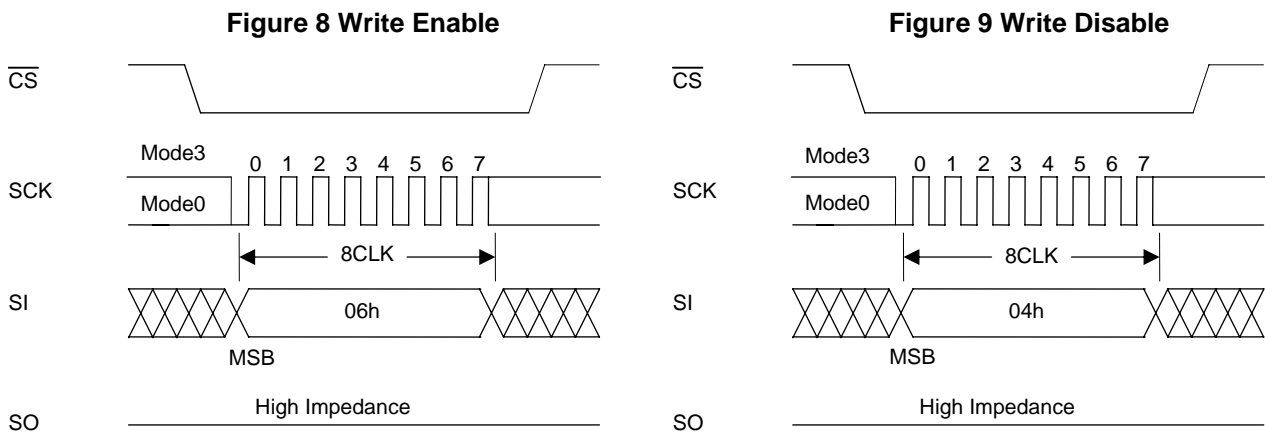 Figure 8 Write Enable
CS
Mode3
0 1 2 3 4 5 6 7
SCK
Mode0
8CLK
SI
06h
MSB
High Impedance
SO
Figure 9 Write Disable
CS
Mode3
0 1 2 3 4 5 6 7
SCK
Mode0
8CLK
SI
04h
MSB
High Impedance
SO